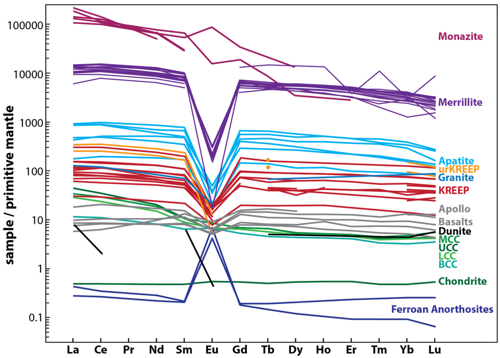 sample / primitive mantle
100000
10000
1000
100
10
1
0.1
Monazite
Merrillite
Apatite
urKREEP
Granite
KREEP
Apollo
Basalts
Dunite
MCC
UCC
LCC
BCC
Chondrite
Ferroan Anorthosites
La Ce Pr Nd Sm Eu Gd Tb Dy Ho Er Tm Yb Lu